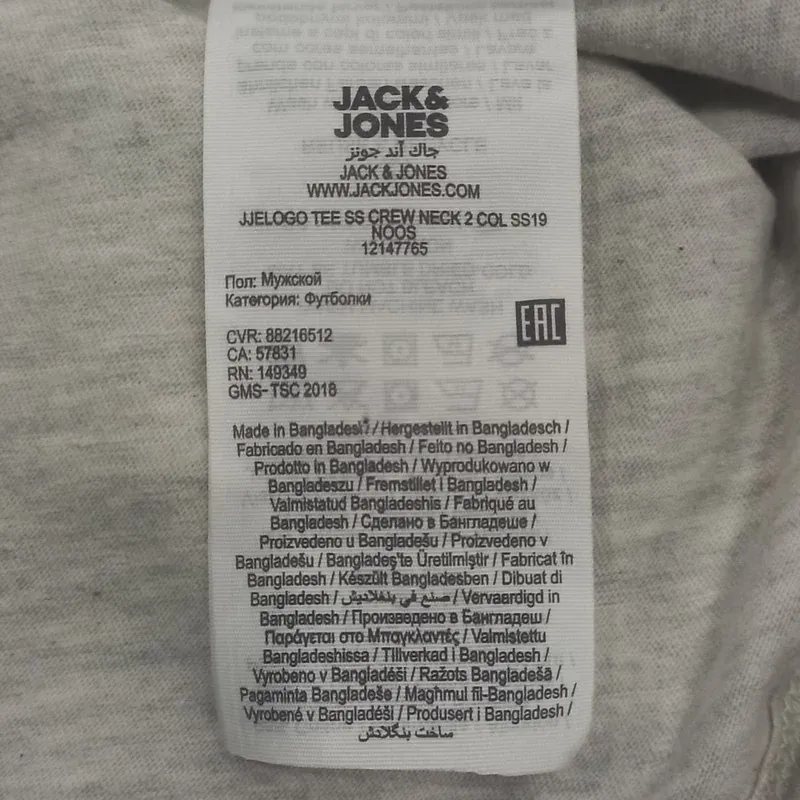 JACK&
JONES
جاك آند جونز
JACK & JONES
WWW.JACKJONES.COM
JJELOGO TEE SS CREW NECK 2 COL SS19
NOOS
12147765
Пол: Мужской
Категория: Футболки
EAC
CVR: 88216512
CA: 57831
RN: 149349
GMS-TSC 2018
Made in Bangladesh / Hergestellt in Bangladesch /
Fabricado en Bangladesh / Feito no Bangladesh /
Prodotto in Bangladesh / Wyprodukowano w
Bangladeszu / Fremstillet i Bangladesh /
Valmistatud Bangladeshis / Fabriqué au
Bangladesh / Сделано в Бангладеше /
Proizvedeno u Bangladešu / Proizvedeno v
Bangladešu / Bangladeş'te Üretilmiştir / Fabricat în
Bangladesh / Készült Bangladesben / Dibuat di
Bangladesh / صنع في بنغلاديش / Vervaardigd in
Bangladesh / Произведено в Бангладеш /
Παράγεται στο Μπαγκλαντές / Valmistettu
Bangladeshissa / Tillverkad i Bangladesh /
Vyrobeno v Bangladéši / Ražots Bangladešā /
Pagaminta Bangladeše / Magħmul fil-Bangladesh /
Vyrobené v Bangladéši / Produsert i Bangladesh /
ساخت بنگلادش